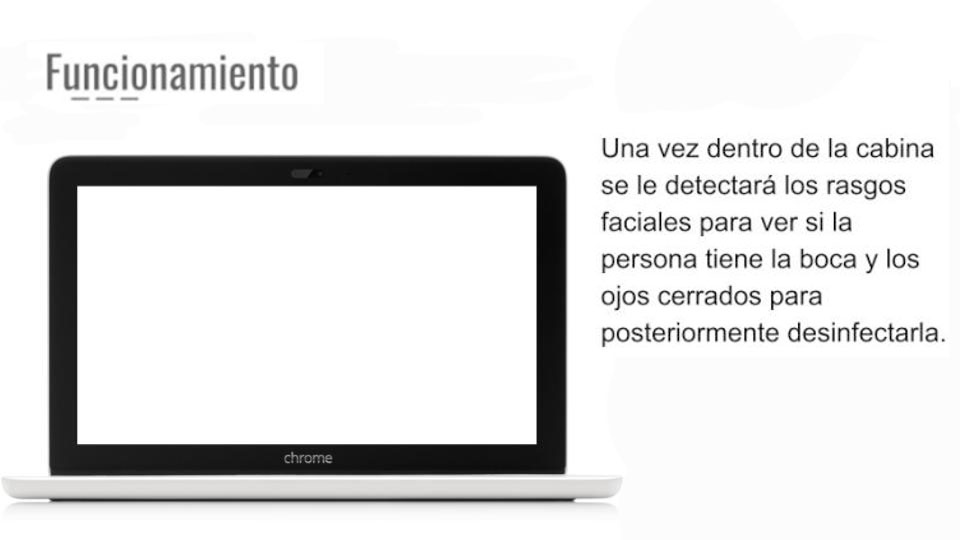 Funcionamiento
Una vez dentro de la cabina
se le detectará los rasgos
faciales para ver si la
persona tiene la boca y los
ojos cerrados para
posteriormente desinfectarla.
chrome